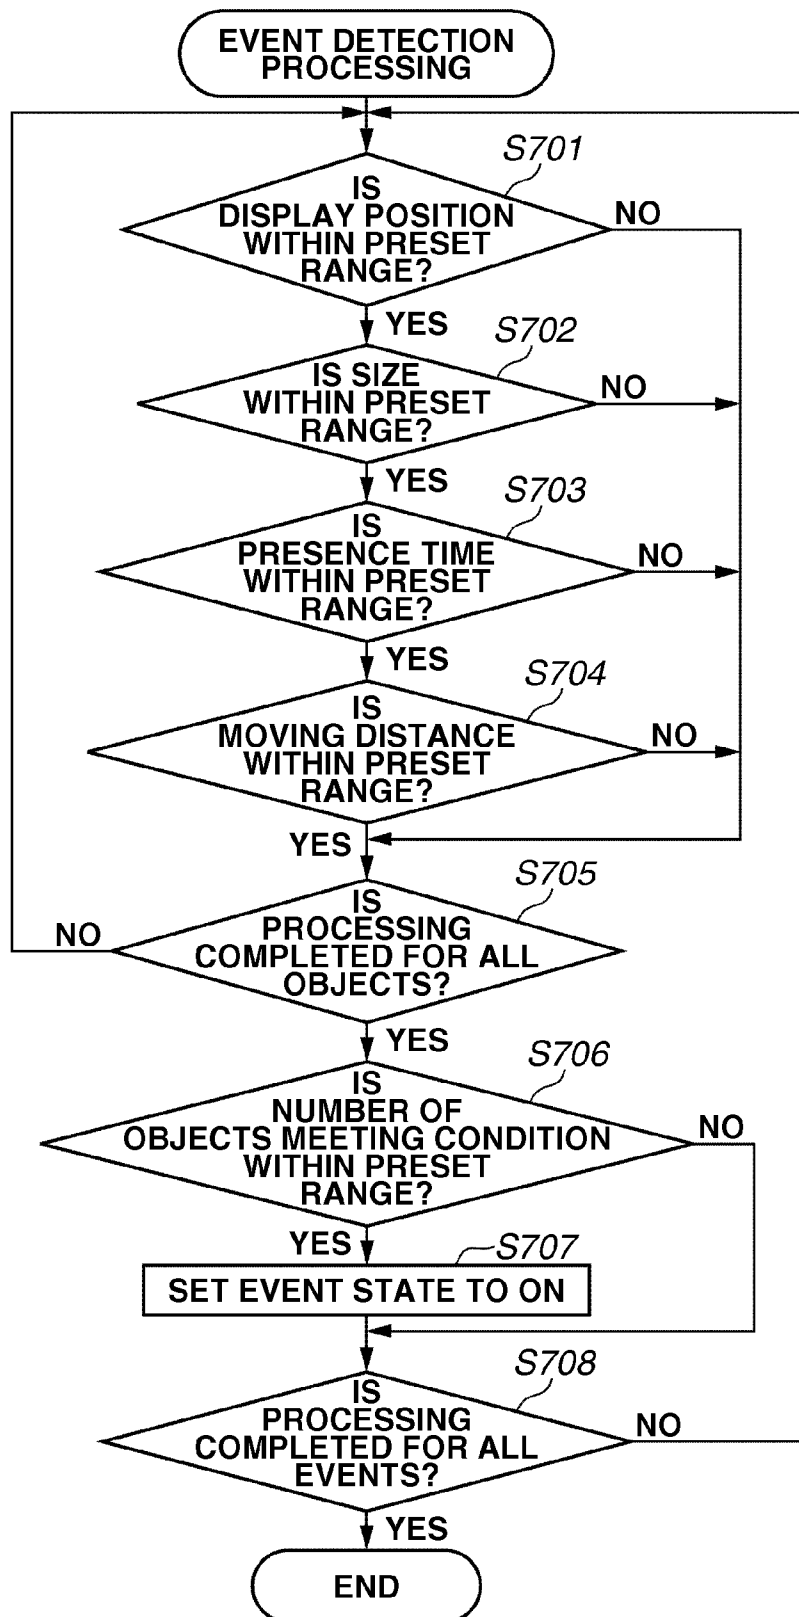 EVENT DETECTION
PROCESSING
S701
IS
DISPLAY POSITION
WITHIN PRESET
RANGE?
NO
YES
S702
IS SIZE
WITHIN PRESET
RANGE?
NO
YES
S703
IS
PRESENCE TIME
WITHIN PRESET
RANGE?
NO
YES
S704
IS
MOVING DISTANCE
WITHIN PRESET
RANGE?
NO
YES
S705
IS
PROCESSING
COMPLETED FOR ALL
OBJECTS?
NO
YES
S706
IS
NUMBER OF
OBJECTS MEETING CONDITION
WITHIN PRESET
RANGE?
NO
YES
S707
SET EVENT STATE TO ON
S708
IS
PROCESSING
COMPLETED FOR ALL
EVENTS?
NO
YES
END